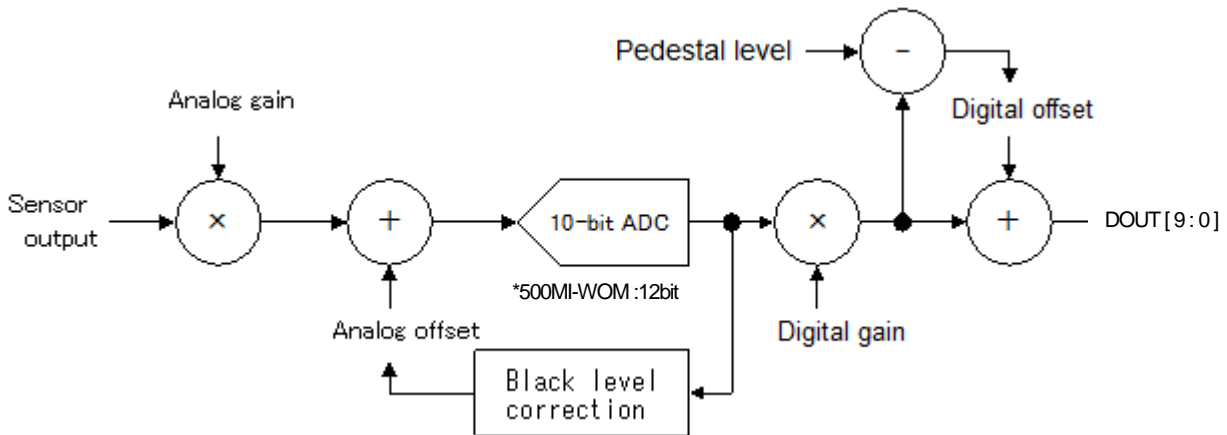 Pedestal level
-
Analog gain
Digital offset
Sensor
output
×
+
10-bit ADC
×
+
DOUT[9:0]
*500MI-WOM :12bit
Analog offset
Digital gain
Black level
correction